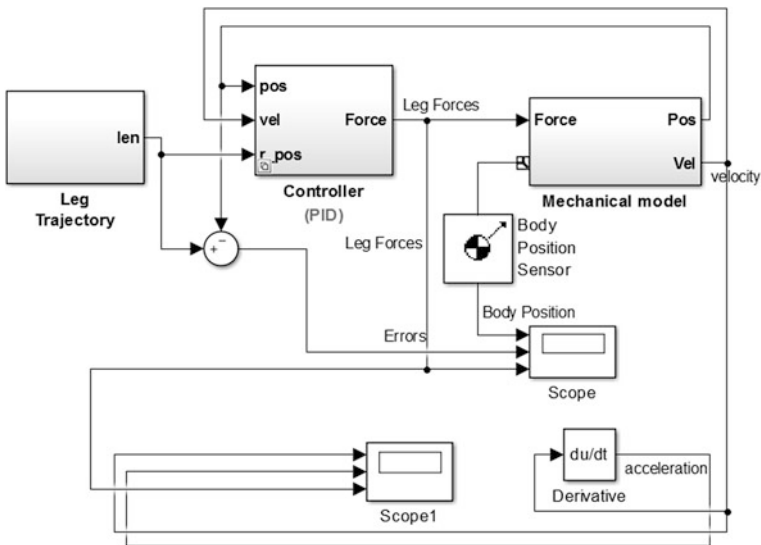 len
Leg
Trajectory
pos
vel
r_pos
Force
Controller
(PID)
Leg Forces
Force
Pos
Vel
velocity
Mechanical model
+
−
Leg Forces
Body
Position
Sensor
Body Position
Errors
Scope
Scope1
du/dt
Derivative
acceleration